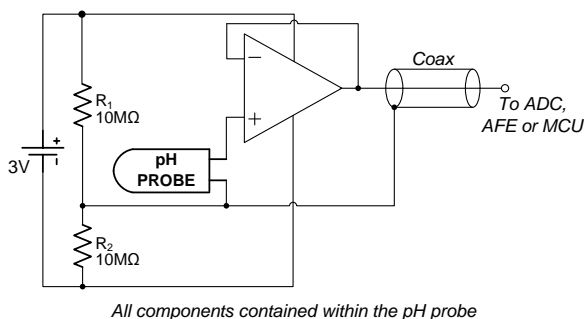 Coax
R1
10MΩ
−
+
To ADC,
AFE or MCU
+
-
3V
pH
PROBE
R2
10MΩ
All components contained within the pH probe